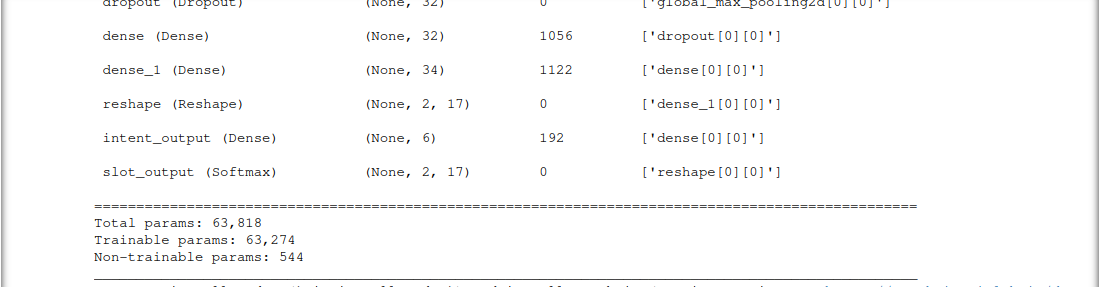 dropout (Dropout) (None, 32) 0 ['global_max_pooling2d[0][0]']
dense (Dense) (None, 32) 1056 ['dropout[0][0]']
dense_1 (Dense) (None, 34) 1122 ['dense[0][0]']
reshape (Reshape) (None, 2, 17) 0 ['dense_1[0][0]']
intent_output (Dense) (None, 6) 192 ['dense[0][0]']
slot_output (Softmax) (None, 2, 17) 0 ['reshape[0][0]']
==================================================================================================
Total params: 63,818
Trainable params: 63,274
Non-trainable params: 544